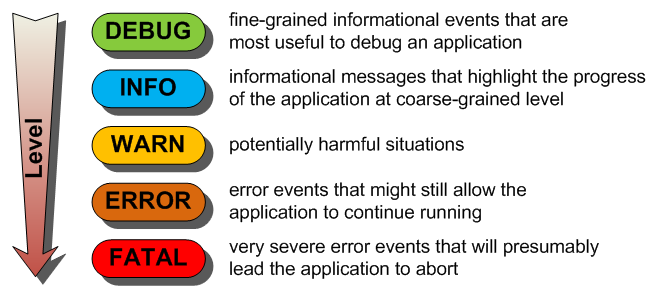 Level
DEBUG
fine-grained informational events that are
most useful to debug an application
INFO
informational messages that highlight the progress
of the application at coarse-grained level
WARN
potentially harmful situations
ERROR
error events that might still allow the
application to continue running
FATAL
very severe error events that will presumably
lead the application to abort